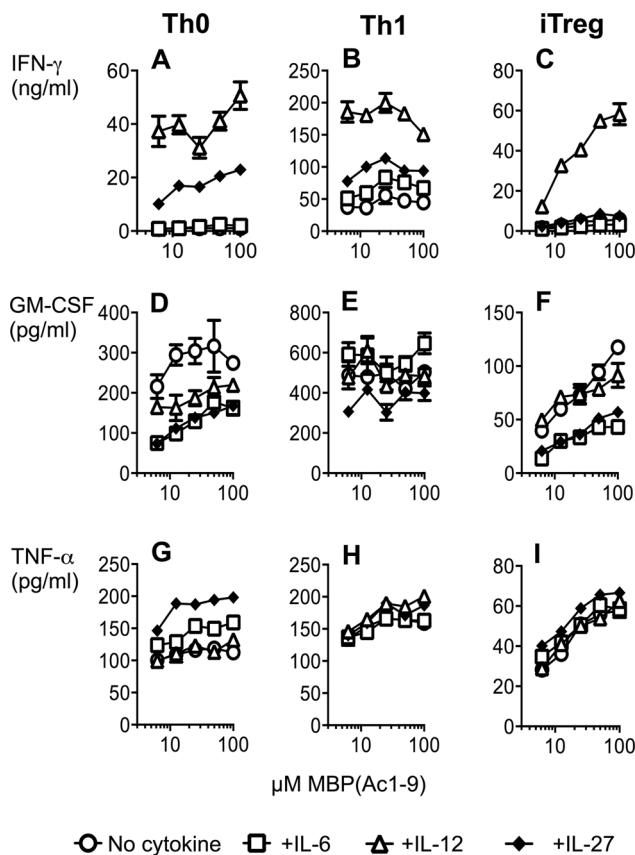 Th0 Th1 iTreg
IFN-γ
(ng/ml)
A B C
60 250 80
40 200 60
20 150 40
0 100 20
50 0
0
10 100 10 100 10 100
GM-CSF
(pg/ml)
D E F
400 800 150
300 600 100
200 400 50
100 200 0
0 0
10 100 10 100 10 100
TNF-α
(pg/ml)
G H I
250 250 80
200 200 60
150 150 40
100 100 20
50 50 0
0 0
10 100 10 100 10 100
μM MBP(Ac1-9)
No cytokine +IL-6 +IL-12 +IL-27